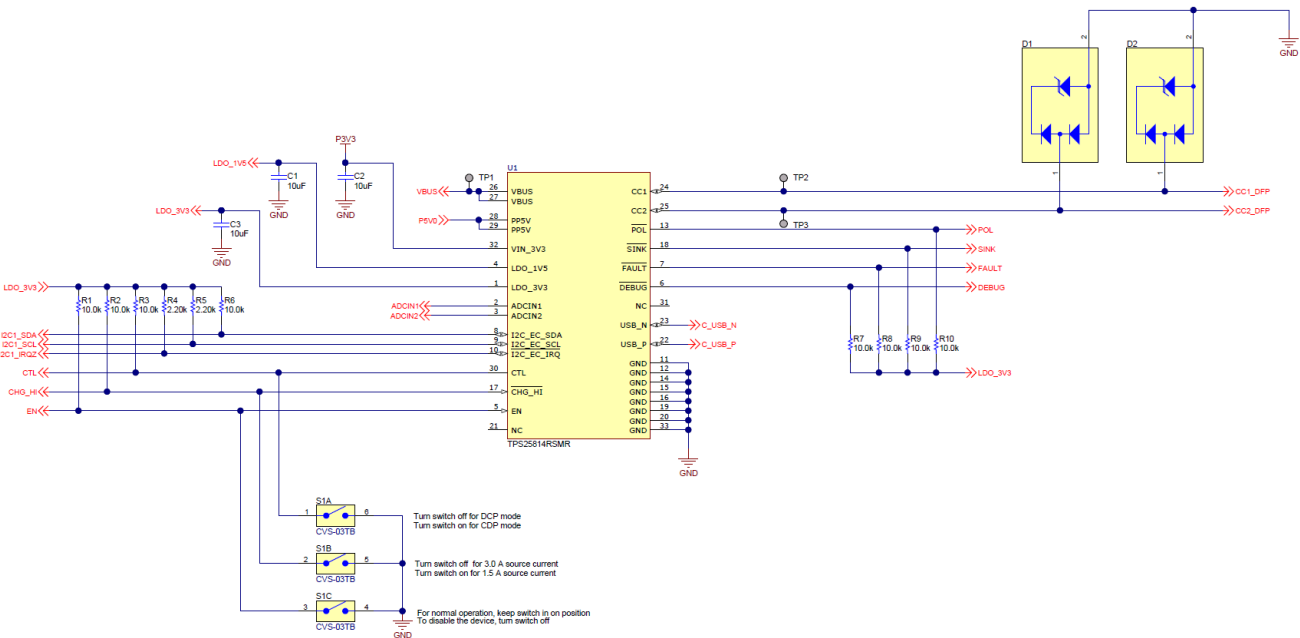 D1
D2
2
2
GND
1
1
P3V3
LDO_1V5
C1
10uF
GND
C2
10uF
GND
LDO_3V3
C3
10uF
GND
U1
TP1
VBUS
26
27
VBUS
VBUS
P5V0
28
29
PP5V
PP5V
32
VIN_3V3
4
LDO_1V5
1
LDO_3V3
ADCIN1
ADCIN2
2
3
ADCIN1
ADCIN2
8
I2C_EC_SDA
9
I2C_EC_SCL
10
I2C_EC_IRQ
30
CTL
17
CHG_HI
5
EN
21
NC
TPS25814RSMR
CC1
24
TP2
CC1_DFP
CC2
25
TP3
CC2_DFP
POL
13
POL
SINK
18
SINK
FAULT
7
FAULT
DEBUG
6
DEBUG
NC
31
USB_N
23
C_USB_N
USB_P
22
C_USB_P
GND
11
GND
12
GND
14
GND
15
GND
16
GND
19
GND
20
GND
33
GND
R7
10.0k
R8
10.0k
R9
10.0k
R10
10.0k
LDO_3V3
LDO_3V3
R1
10.0k
R2
10.0k
R3
10.0k
R4
2.20k
R5
2.20k
R6
10.0k
I2C1_SDA
I2C1_SCL
2C1_IRQZ
CTL
CHG_HI
EN
S1A
1
6
CVS-03TB
Turn switch off for DCP mode
Turn switch on for CDP mode
S1B
2
5
CVS-03TB
Turn switch off for 3.0 A source current
Turn switch on for 1.5 A source current
S1C
3
4
CVS-03TB
For normal operation, keep switch in on position
To disable the device, turn switch off
GND